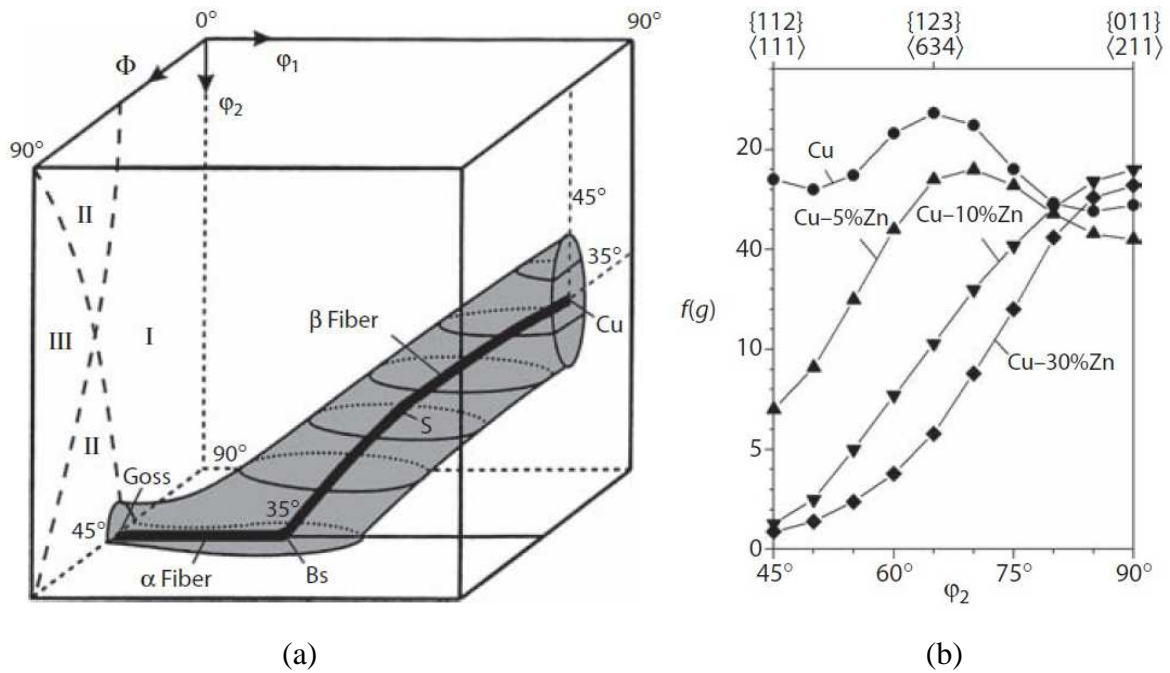 0°
90°
Φ
φ1
φ2
90°
II
45°
35°
β Fiber
Cu
III
I
S
II
90°
Goss
35°
45°
α Fiber
Bs
(a)
{112}
⟨111⟩
{123}
⟨634⟩
{011}
⟨211⟩
20
Cu
Cu–5%Zn
Cu–10%Zn
40
f(g)
10
Cu–30%Zn
5
0
45°
60°
75°
90°
φ2
(b)